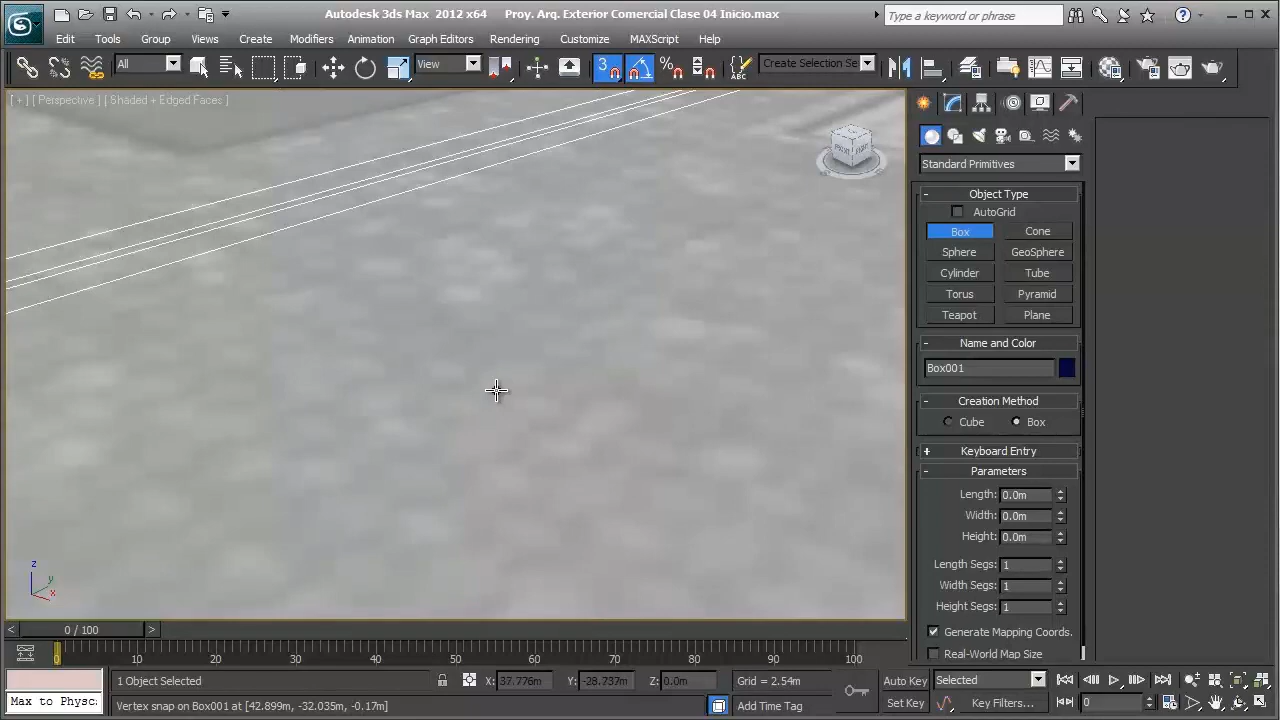 Autodesk 3ds Max  2012 x64     Proy. Arq. Exterior Comercial Clase 04 Inicio.max
Type a keyword or phrase
Edit Tools Group Views Create Modifiers Animation Graph Editors Rendering Customize MAXScript Help
All View Create Selection Se
[ + ] [ Perspective ] [ Shaded + Edged Faces ]
Standard Primitives
- Object Type
AutoGrid
Box Cone
Sphere GeoSphere
Cylinder Tube
Torus Pyramid
Teapot Plane
- Name and Color
Box001
- Creation Method
Cube Box
+ Keyboard Entry
- Parameters
Length: 0.0m
Width: 0.0m
Height: 0.0m
Length Segs: 1
Width Segs: 1
Height Segs: 1
Generate Mapping Coords.
Real-World Map Size
z
y
x
< 0 / 100 >
0 10 20 30 40 50 60 70 80 90 100
1 Object Selected X: 37.776m Y: -28.737m Z: 0.0m Grid = 2.54m Auto Key Selected
Max to Physc Vertex snap on Box001 at [42.899m, -32.035m, -0.17m] Add Time Tag Set Key Key Filters... 0